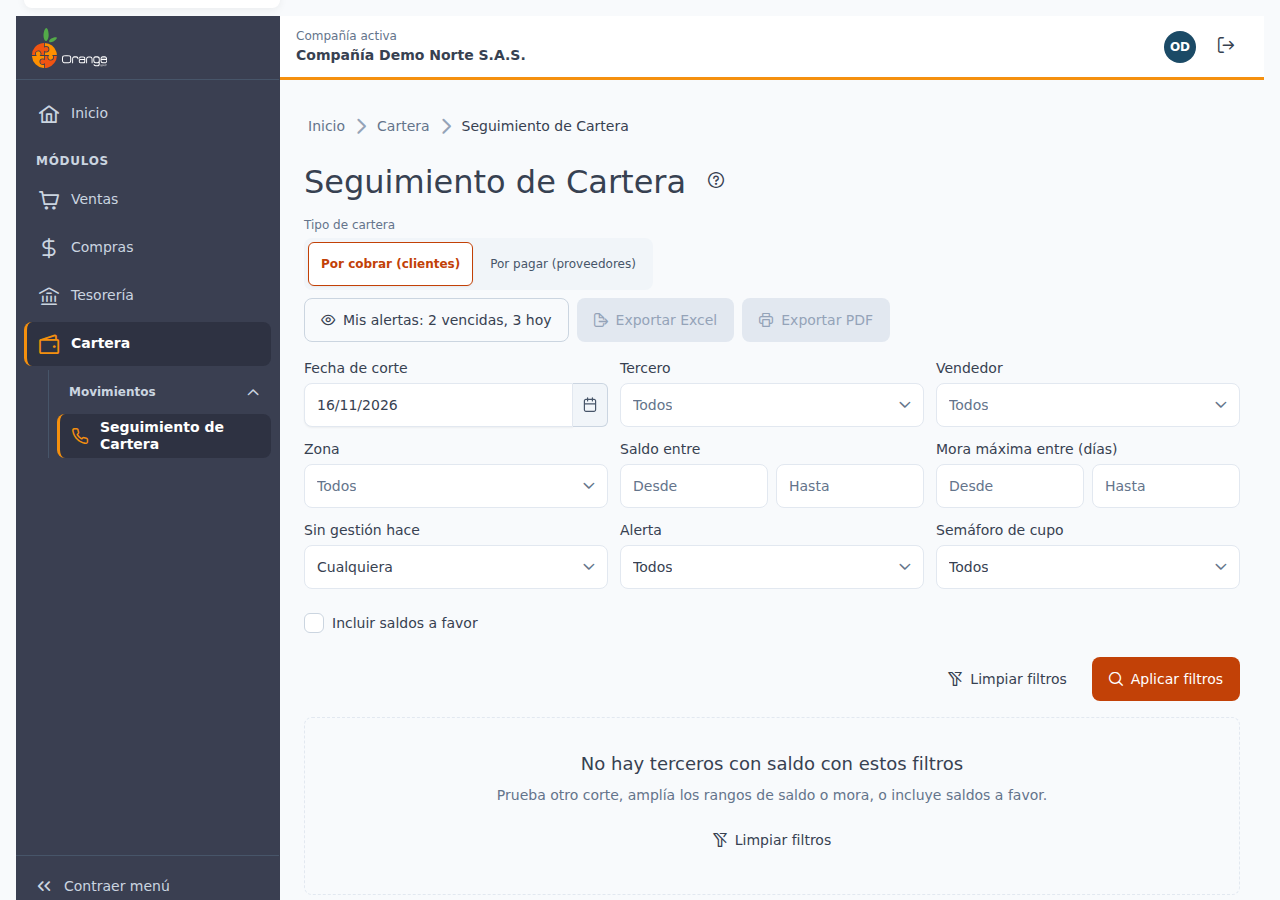 Orange
Compañía activa
Compañía Demo Norte S.A.S.
OD
Inicio
MÓDULOS
Ventas
Compras
Tesorería
Cartera
Movimientos
Seguimiento de
Cartera
Contraer menú
Inicio
Cartera
Seguimiento de Cartera
Seguimiento de Cartera
Tipo de cartera
Por cobrar (clientes)
Por pagar (proveedores)
Mis alertas: 2 vencidas, 3 hoy
Exportar Excel
Exportar PDF
Fecha de corte
Tercero
Vendedor
16/11/2026
Todos
Todos
Zona
Saldo entre
Mora máxima entre (días)
Todos
Desde
Hasta
Desde
Hasta
Sin gestión hace
Alerta
Semáforo de cupo
Cualquiera
Todos
Todos
Incluir saldos a favor
Limpiar filtros
Aplicar filtros
No hay terceros con saldo con estos filtros
Prueba otro corte, amplía los rangos de saldo o mora, o incluye saldos a favor.
Limpiar filtros